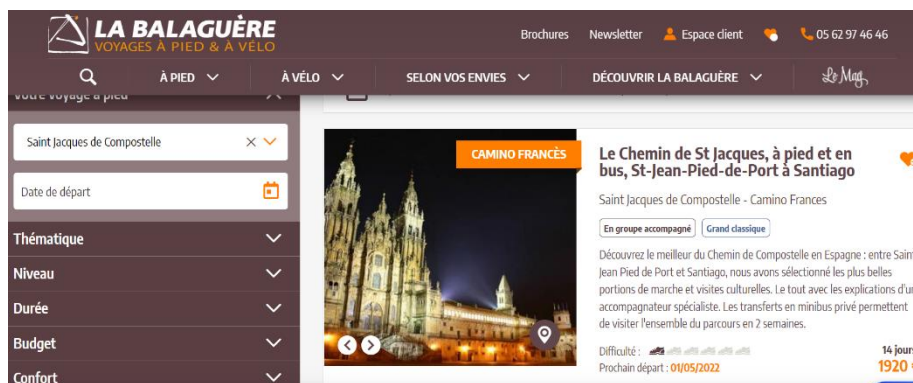 LA BALAGUÈRE
VOYAGES À PIED & À VÉLO
Brochures Newsletter Espace client 05 62 97 46 46
À PIED À VÉLO SELON VOS ENVIES DÉCOUVRIR LA BALAGUÈRE Le Mag
Votre voyage à pied
Saint Jacques de Compostelle
Date de départ
Thématique
Niveau
Durée
Budget
Confort
CAMINO FRANCÈS
Le Chemin de St Jacques, à pied et en
bus, St-Jean-Pied-de-Port à Santiago
Saint Jacques de Compostelle - Camino Frances
En groupe accompagné Grand classique
Découvrez le meilleur du Chemin de Compostelle en Espagne : entre Saint
Jean Pied de Port et Santiago, nous avons sélectionné les plus belles
portions de marche et visites culturelles. Le tout avec les explications d'un
accompagnateur spécialiste. Les transferts en minibus privé permettent
de visiter l'ensemble du parcours en 2 semaines.
Difficulté : 14 jours
Prochain départ : 01/05/2022 1920